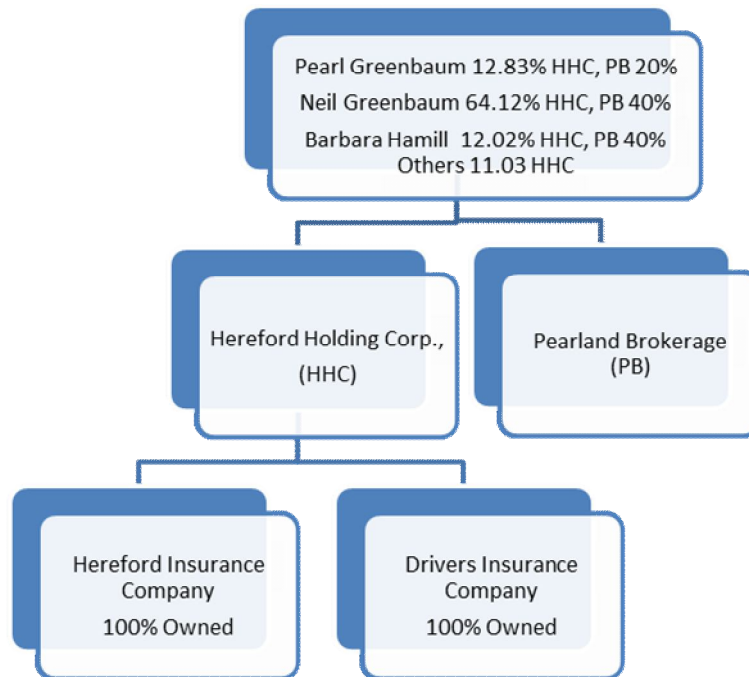 Pearl Greenbaum 12.83% HHC, PB 20%
Neil Greenbaum 64.12% HHC, PB 40%
Barbara Hamill 12.02% HHC, PB 40%
Others 11.03 HHC
Hereford Holding Corp.,
(HHC)
Pearland Brokerage
(PB)
Hereford Insurance
Company
100% Owned
Drivers Insurance
Company
100% Owned